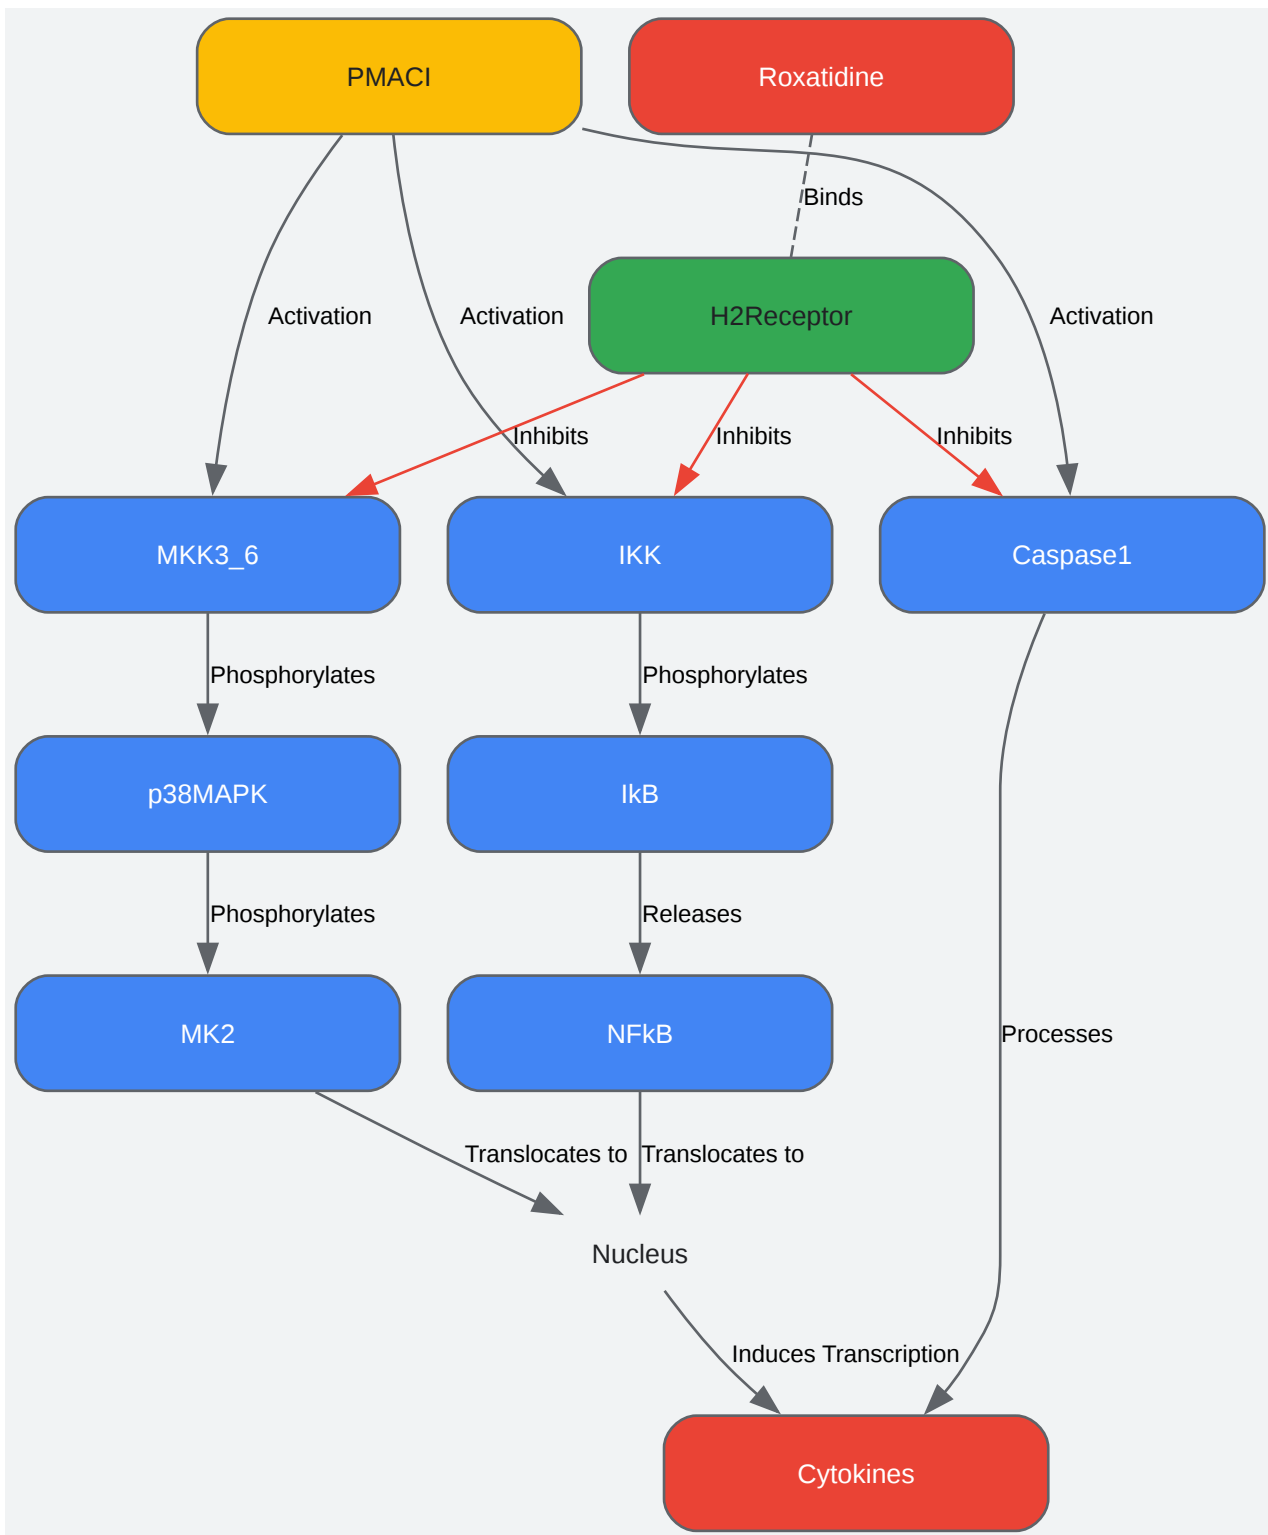 PMACI
Roxatidine
Binds
Activation
Activation
H2Receptor
Activation
Inhibits
Inhibits
Inhibits
MKK3_6
IKK
Caspase1
Phosphorylates
Phosphorylates
p38MAPK
IkB
Phosphorylates
Releases
MK2
NFkB
Processes
Translocates to
Translocates to
Nucleus
Induces Transcription
Cytokines